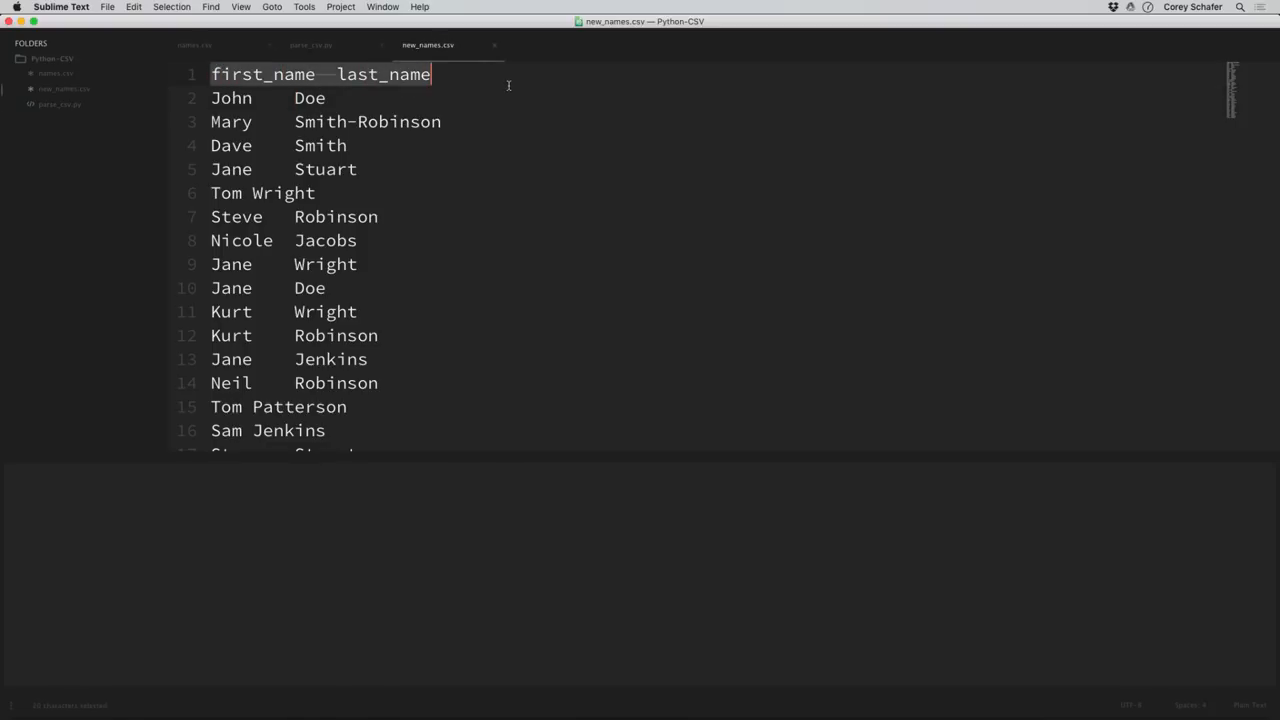 Sublime Text File Edit Selection Find View Goto Tools Project Window Help Corey Schafer
new_names.csv — Python-CSV
FOLDERS
Python-CSV
names.csv
new_names.csv
parse_csv.py
names.csv parse_csv.py new_names.csv
1 first_name last_name
2 John Doe
3 Mary Smith-Robinson
4 Dave Smith
5 Jane Stuart
6 Tom Wright
7 Steve Robinson
8 Nicole Jacobs
9 Jane Wright
10 Jane Doe
11 Kurt Wright
12 Kurt Robinson
13 Jane Jenkins
14 Neil Robinson
15 Tom Patterson
16 Sam Jenkins
characters selected UTF-8 Spaces: 4 Plain Text